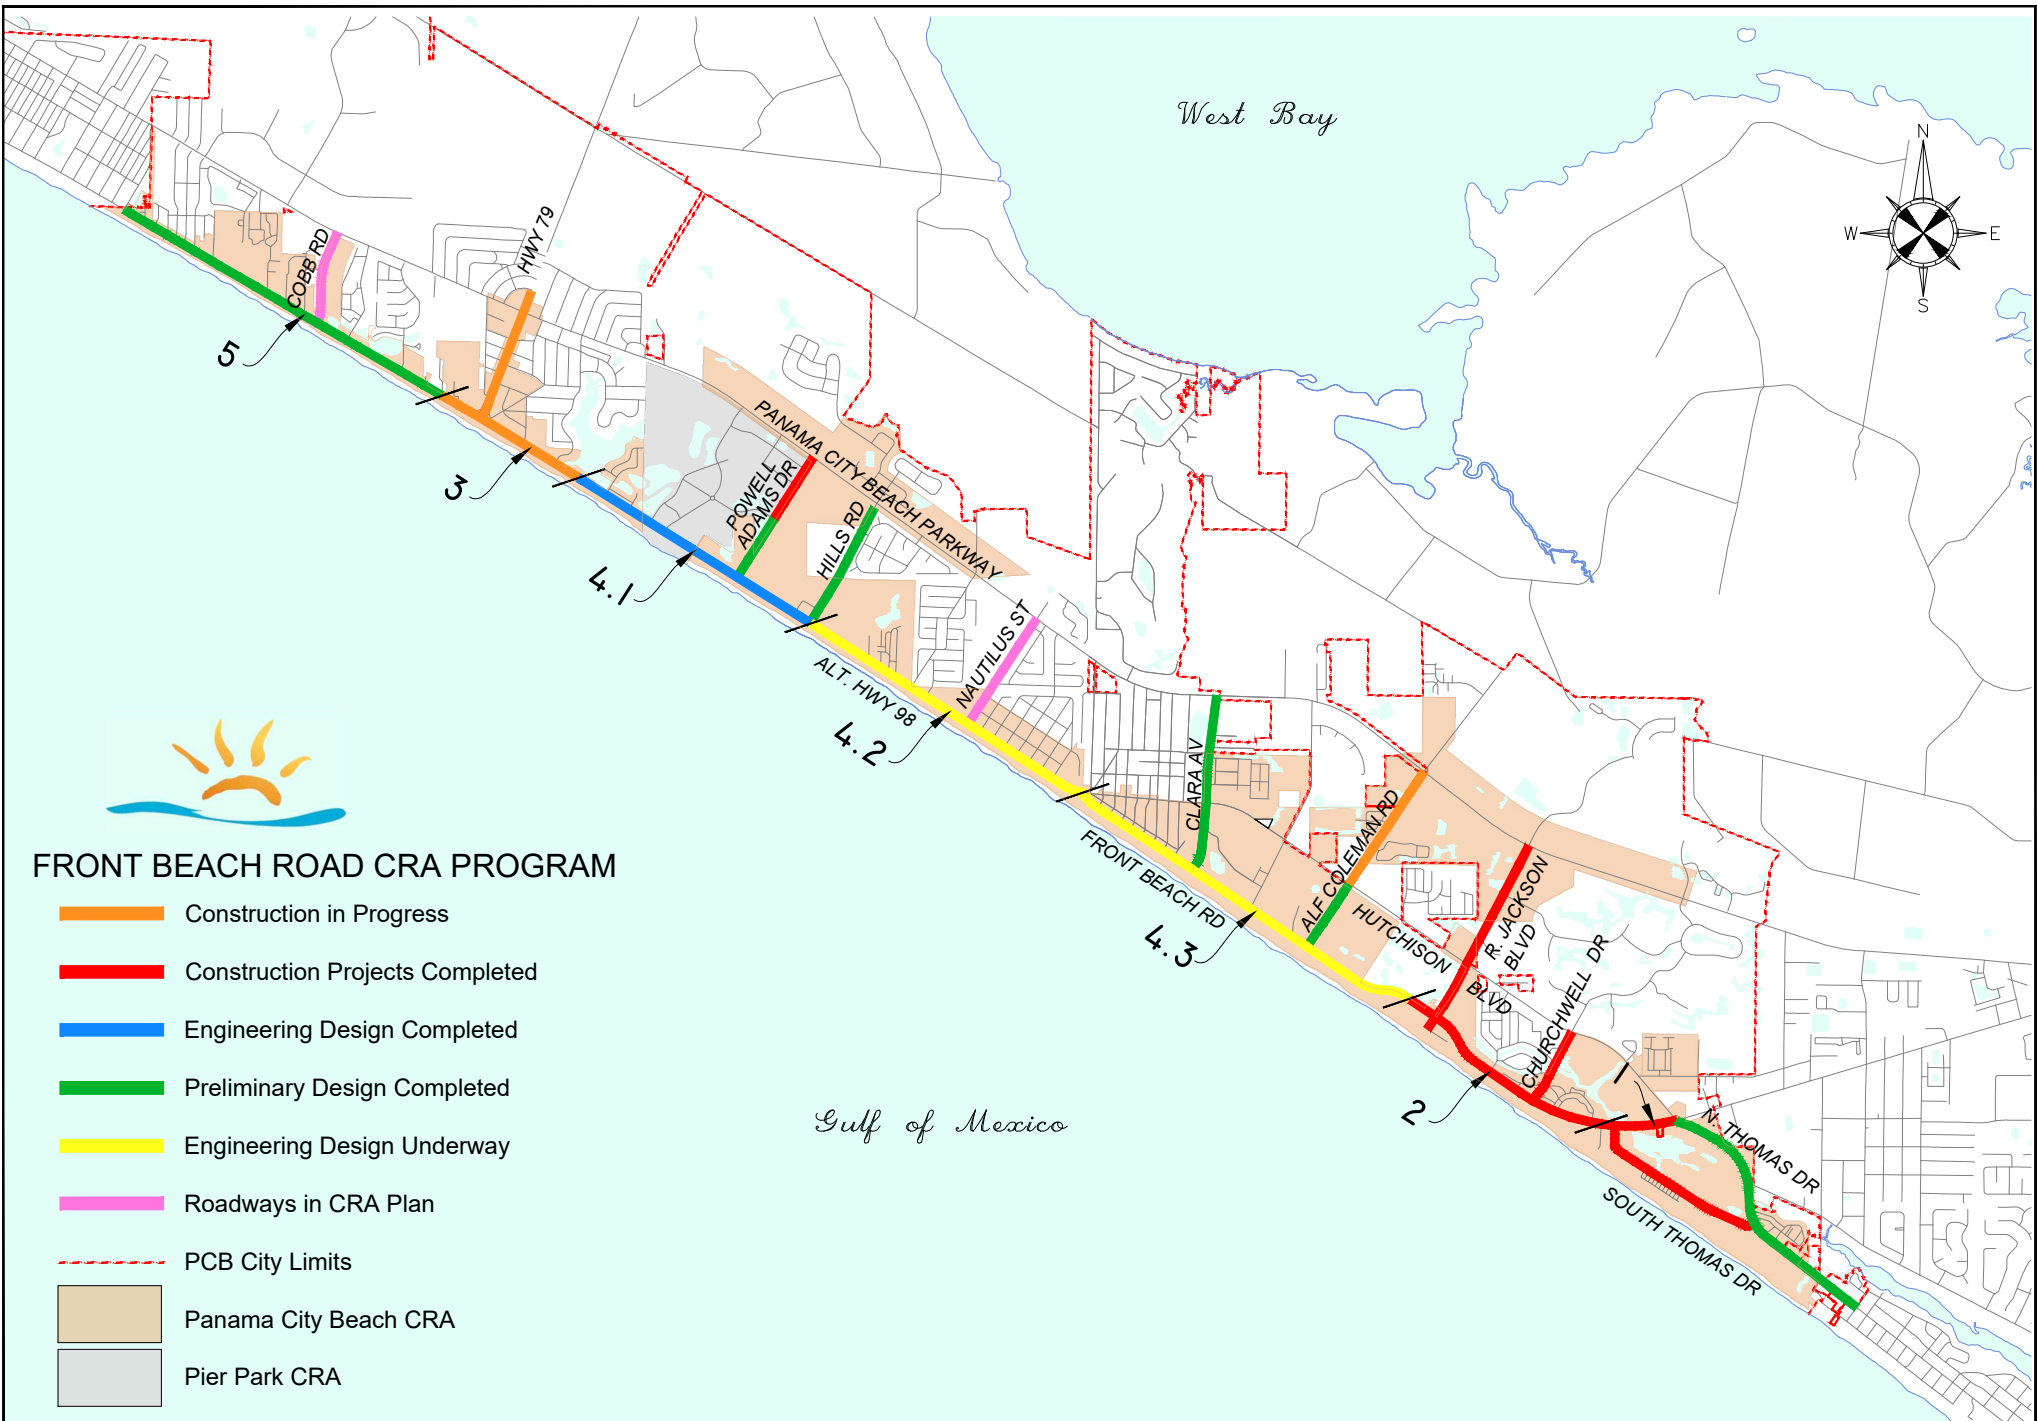 West Bay
N
W
E
S
HWY 79
COBB RD
5
3
PANAMA CITY BEACH PARKWAY
POWELL
ADAMS DR
HILLS RD
4.1
NAUTILUS ST
ALT. HWY 98
4.2
CLARA AV
ALF COLEMAN RD
FRONT BEACH RD
4.3
HUTCHISON
BLVD
R. JACKSON
BLVD
CHURCHWELL DR
2
1
N. THOMAS DR
SOUTH THOMAS DR
Gulf of Mexico
FRONT BEACH ROAD CRA PROGRAM
Construction in Progress
Construction Projects Completed
Engineering Design Completed
Preliminary Design Completed
Engineering Design Underway
Roadways in CRA Plan
PCB City Limits
Panama City Beach CRA
Pier Park CRA